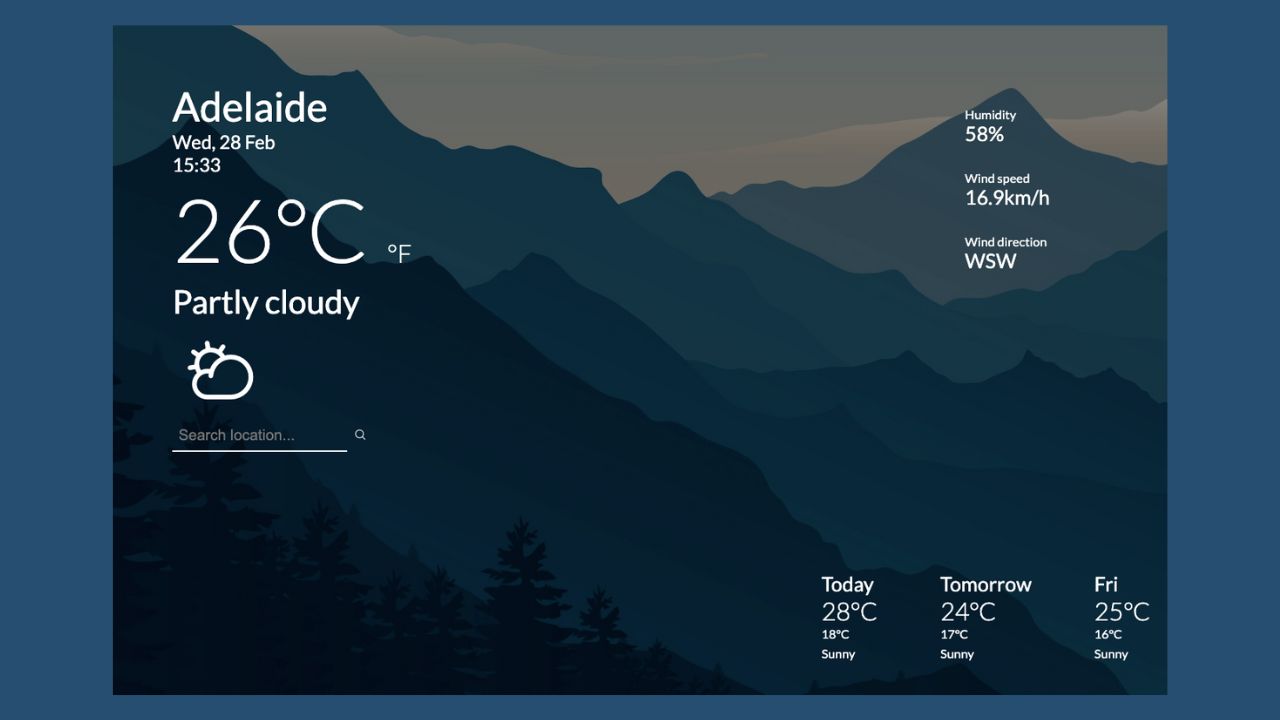 Adelaide
Wed, 28 Feb
15:33
26°C °F
Partly cloudy
Search location...
Humidity
58%
Wind speed
16.9km/h
Wind direction
WSW
Today
28°C
18°C
Sunny
Tomorrow
24°C
17°C
Sunny
Fri
25°C
16°C
Sunny